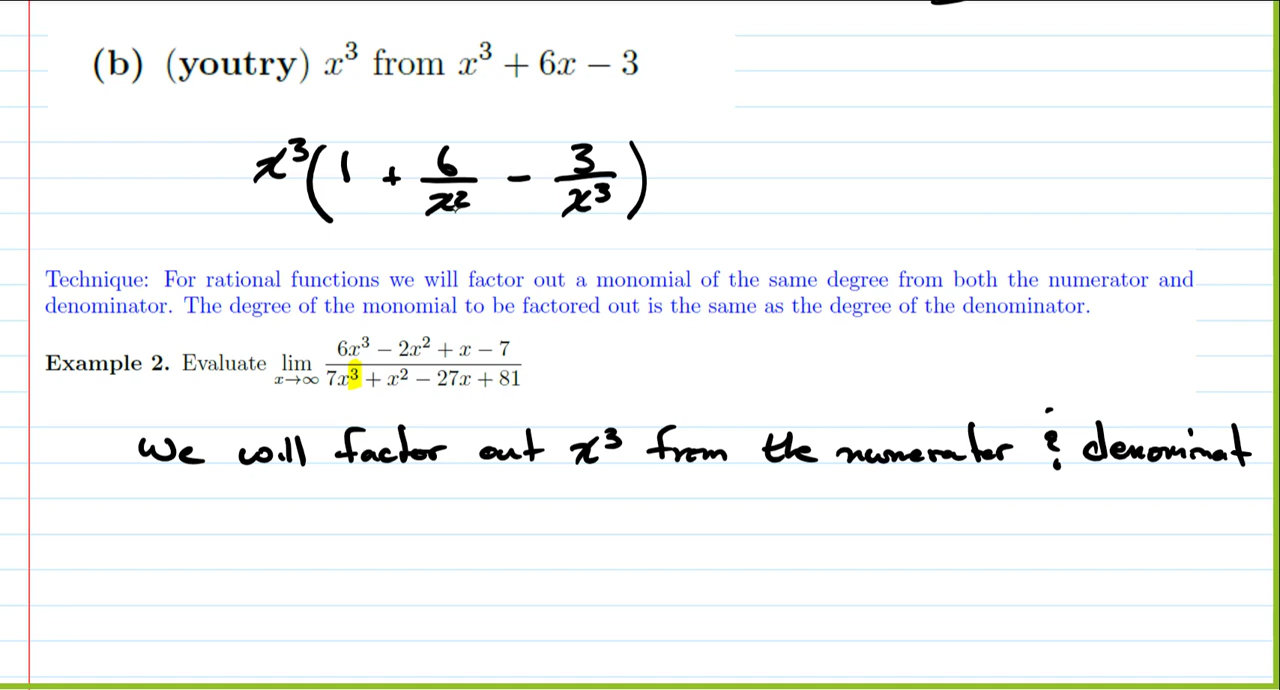 (b) (youtry) x³ from x³ + 6x − 3
x³(1 + 6/x² − 3/x³)
Technique: For rational functions we will factor out a monomial of the same degree from both the numerator and
denominator. The degree of the monomial to be factored out is the same as the degree of the denominator.
Example 2. Evaluate lim x→∞ (6x³ − 2x² + x − 7)/(7x³ + x² − 27x + 81)
We will factor out x³ from the numerator & denominat